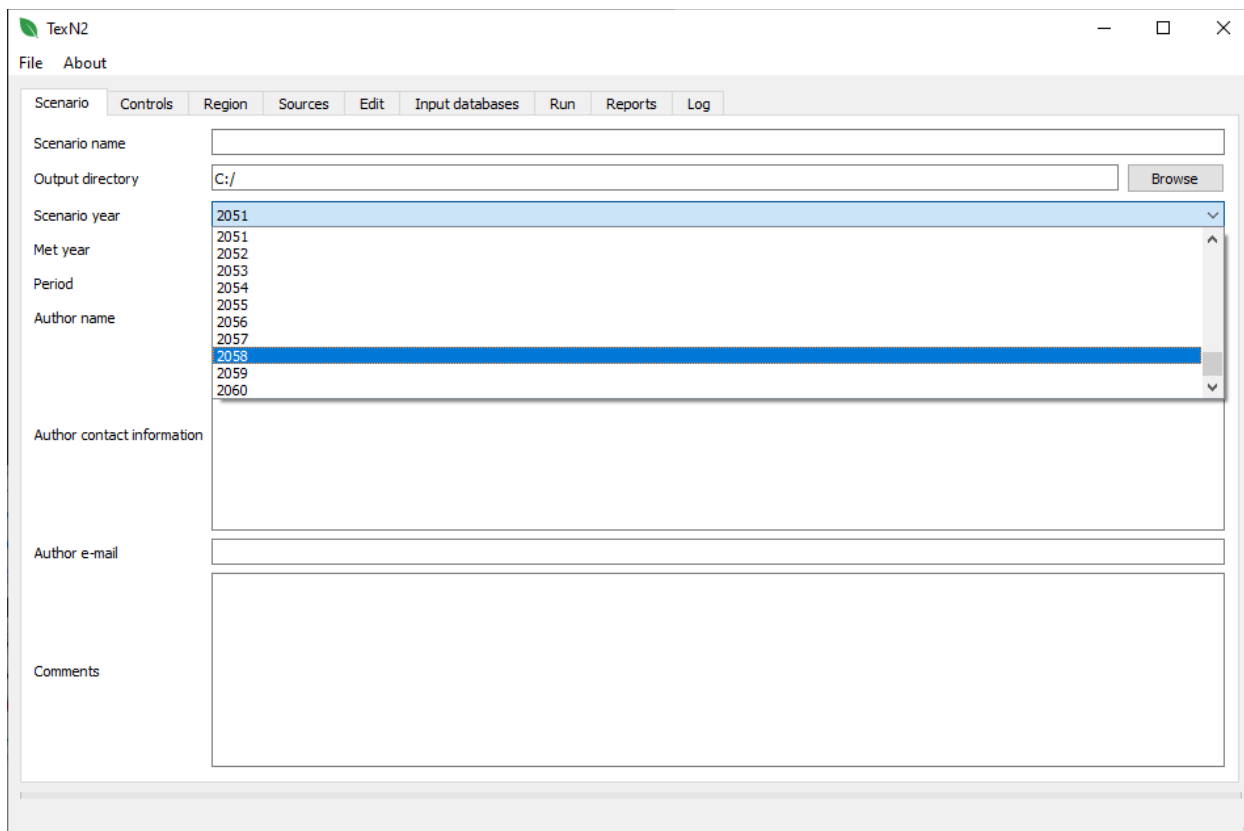 TexN2
File About
Scenario Controls Region Sources Edit Input databases Run Reports Log
Scenario name
Output directory C:/ Browse
Scenario year 2051
2051
Met year
2052
2053
Period
2054
2055
Author name
2056
2057
2058
2059
2060
Author contact information
Author e-mail
Comments